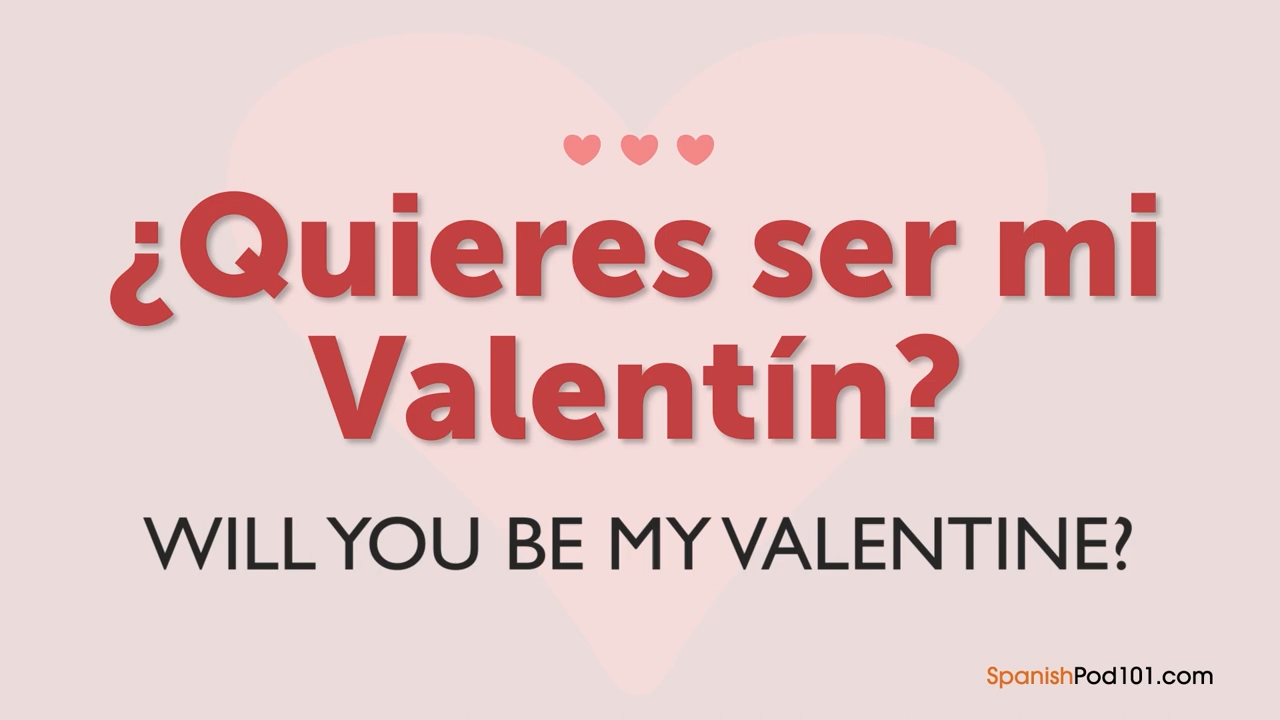 ¿Quieres ser mi
Valentín?
WILL YOU BE MY VALENTINE?
SpanishPod101.com